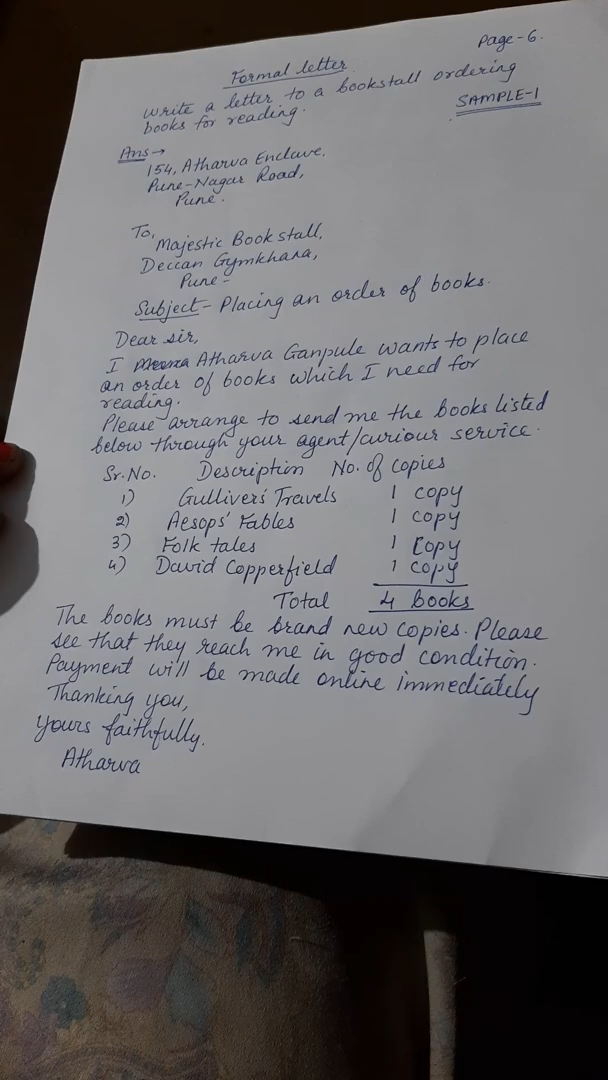 Page-6.
Formal letter
Write a letter to a bookstall ordering
books for reading.
SAMPLE-1
Ans→
154, Atharva Enclave,
Pune-Nagar Road,
Pune.
To,
Majestic Book stall,
Deccan Gymkhana,
Pune-
Subject- Placing an order of books.
Dear sir,
I Atharva Ganpule wants to place
an order of books which I need for
reading.
Please arrange to send me the books listed
below through your agent/curious service.
Sr.No. Description No. of copies
1) Gulliver's Travels 1 copy
2) Aesops' Fables 1 copy
3) Folk tales 1 copy
4) David Copperfield 1 copy
Total 4 books
The books must be brand new copies. Please
see that they reach me in good condition.
Payment will be made online immediately
Thanking you,
yours faithfully.
Atharva